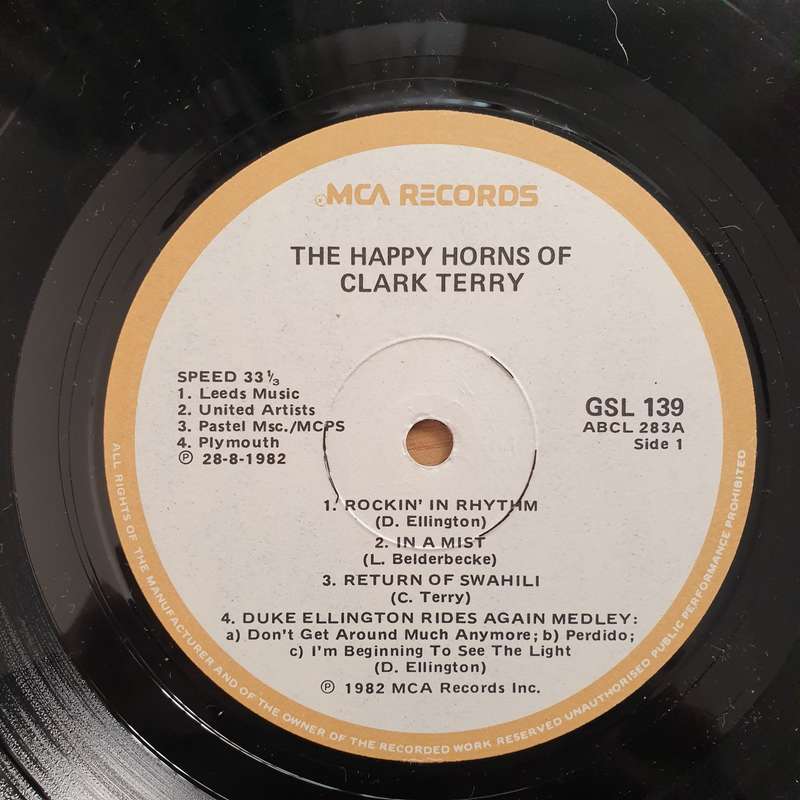 ® MCA RECORDS
THE HAPPY HORNS OF
CLARK TERRY
SPEED 33⅓
1. Leeds Music
2. United Artists
3. Pastel Msc./MCPS
4. Plymouth
℗ 28-8-1982
GSL 139
ABCL 283A
Side 1
1. ROCKIN' IN RHYTHM
(D. Ellington)
2. IN A MIST
(L. Belderbecke)
3. RETURN OF SWAHILI
(C. Terry)
4. DUKE ELLINGTON RIDES AGAIN MEDLEY:
a) Don't Get Around Much Anymore; b) Perdido;
c) I'm Beginning To See The Light
(D. Ellington)
℗ 1982 MCA Records Inc.
ALL RIGHTS OF THE MANUFACTURER AND OF THE OWNER OF THE RECORDED WORK RESERVED UNAUTHORISED PUBLIC PERFORMANCE PROHIBITED